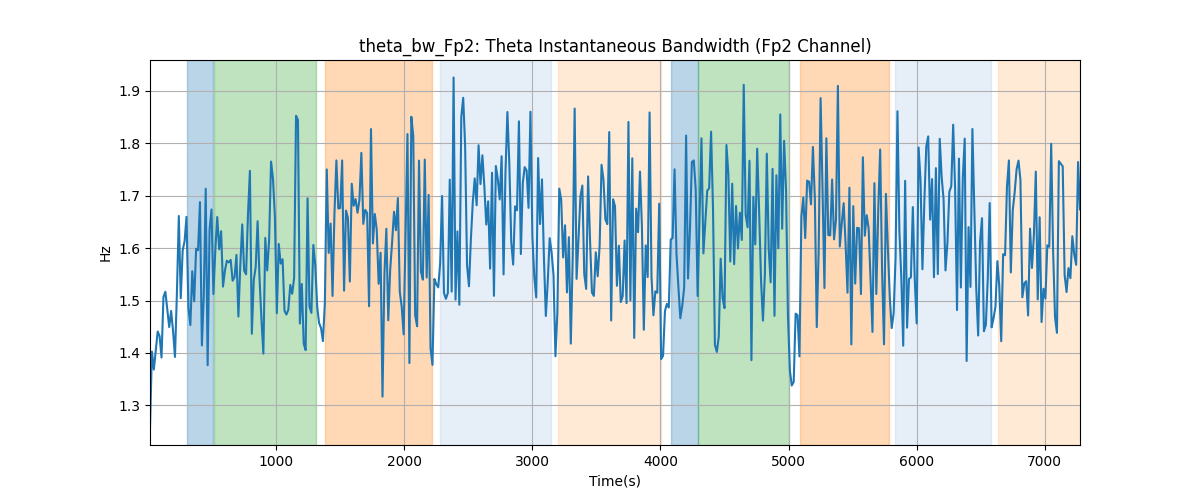 theta_bw_Fp2: Theta Instantaneous Bandwidth (Fp2 Channel)
Hz
1.9
1.8
1.7
1.6
1.5
1.4
1.3
1000 2000 3000 4000 5000 6000 7000
Time(s)